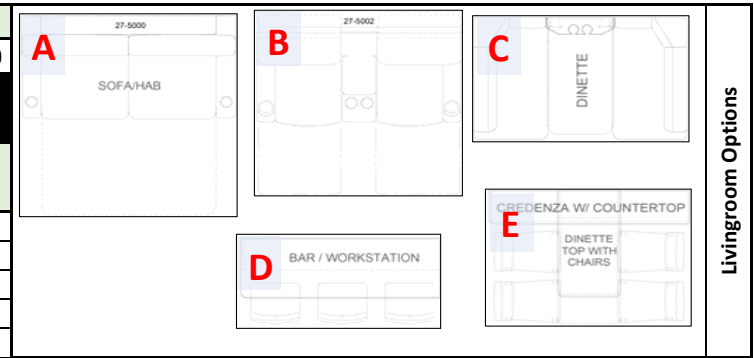 A
27-5000
SOFA/HAB
B
27-5002
C
DINETTE
D
BAR / WORKSTATION
E
CREDENZA W/ COUNTERTOP
DINETTE
TOP WITH
CHAIRS
Livingroom Options